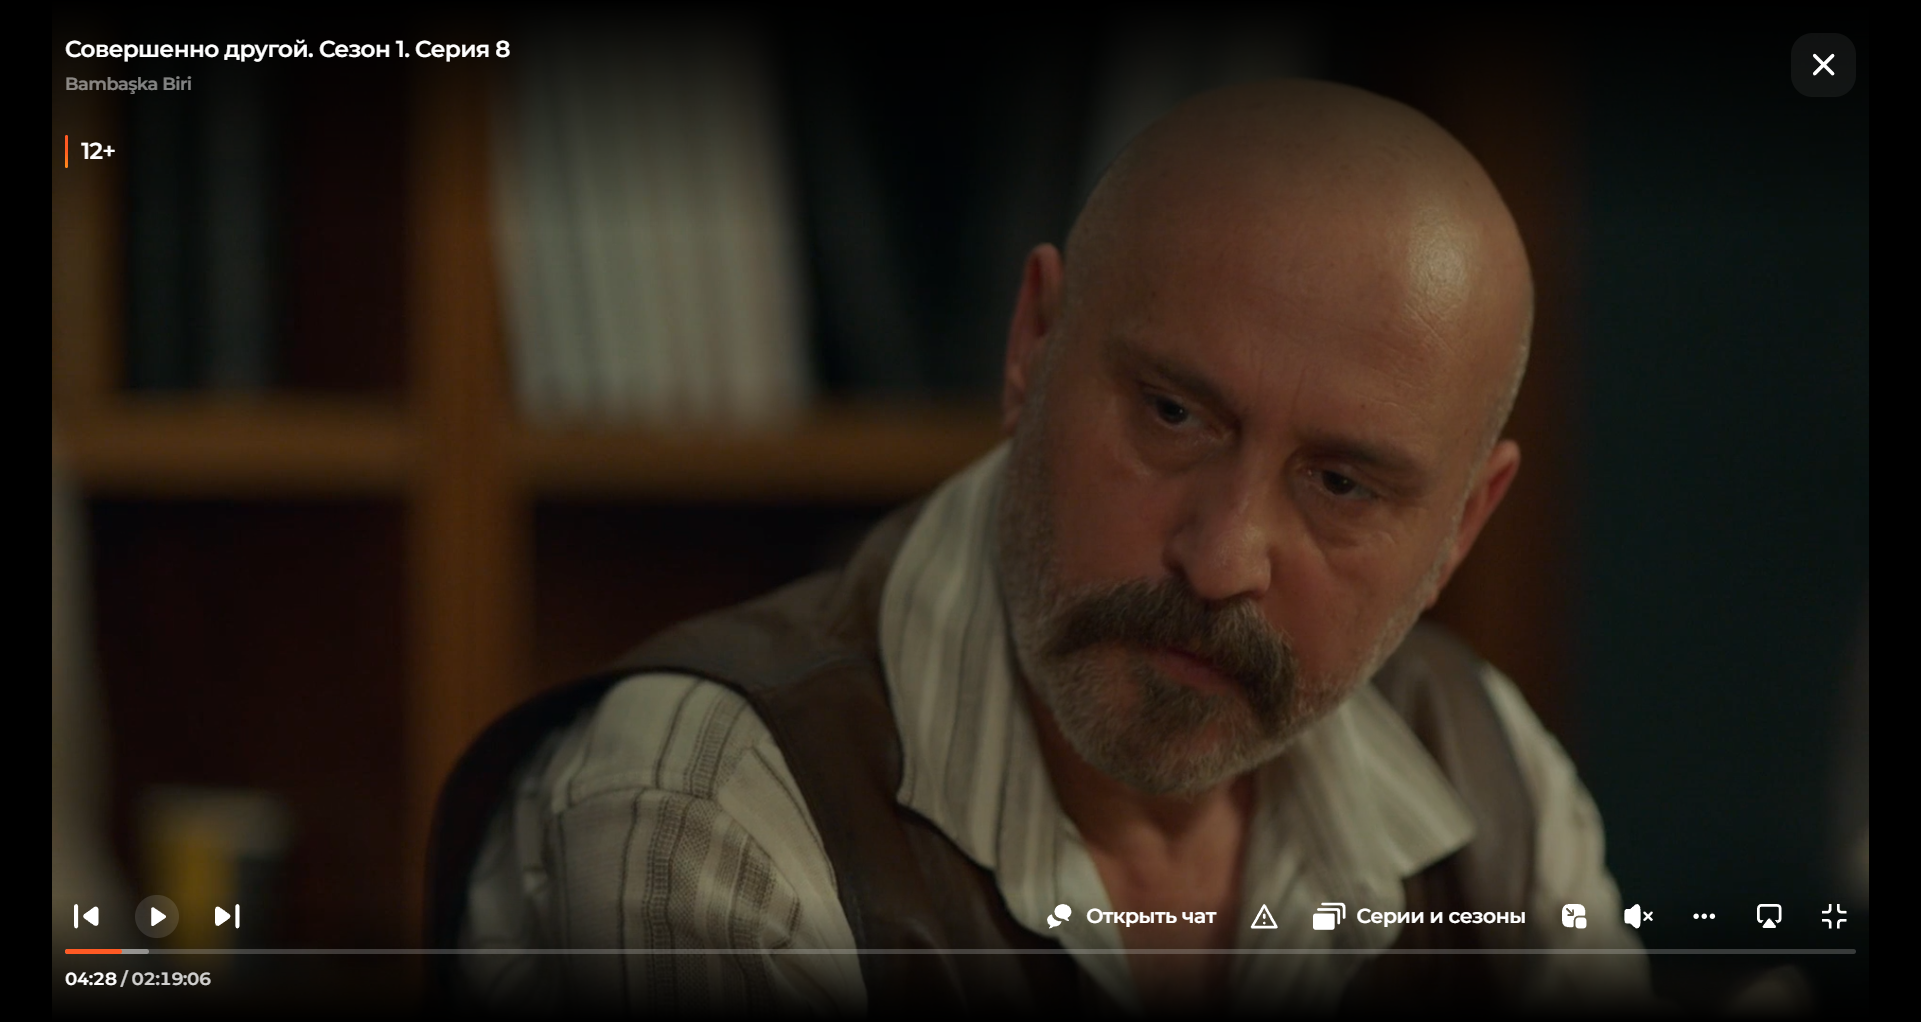 Совершенно другой. Сезон 1. Серия 8
Bambaşka Biri
12+
Открыть чат
Серии и сезоны
04:28 / 02:19:06